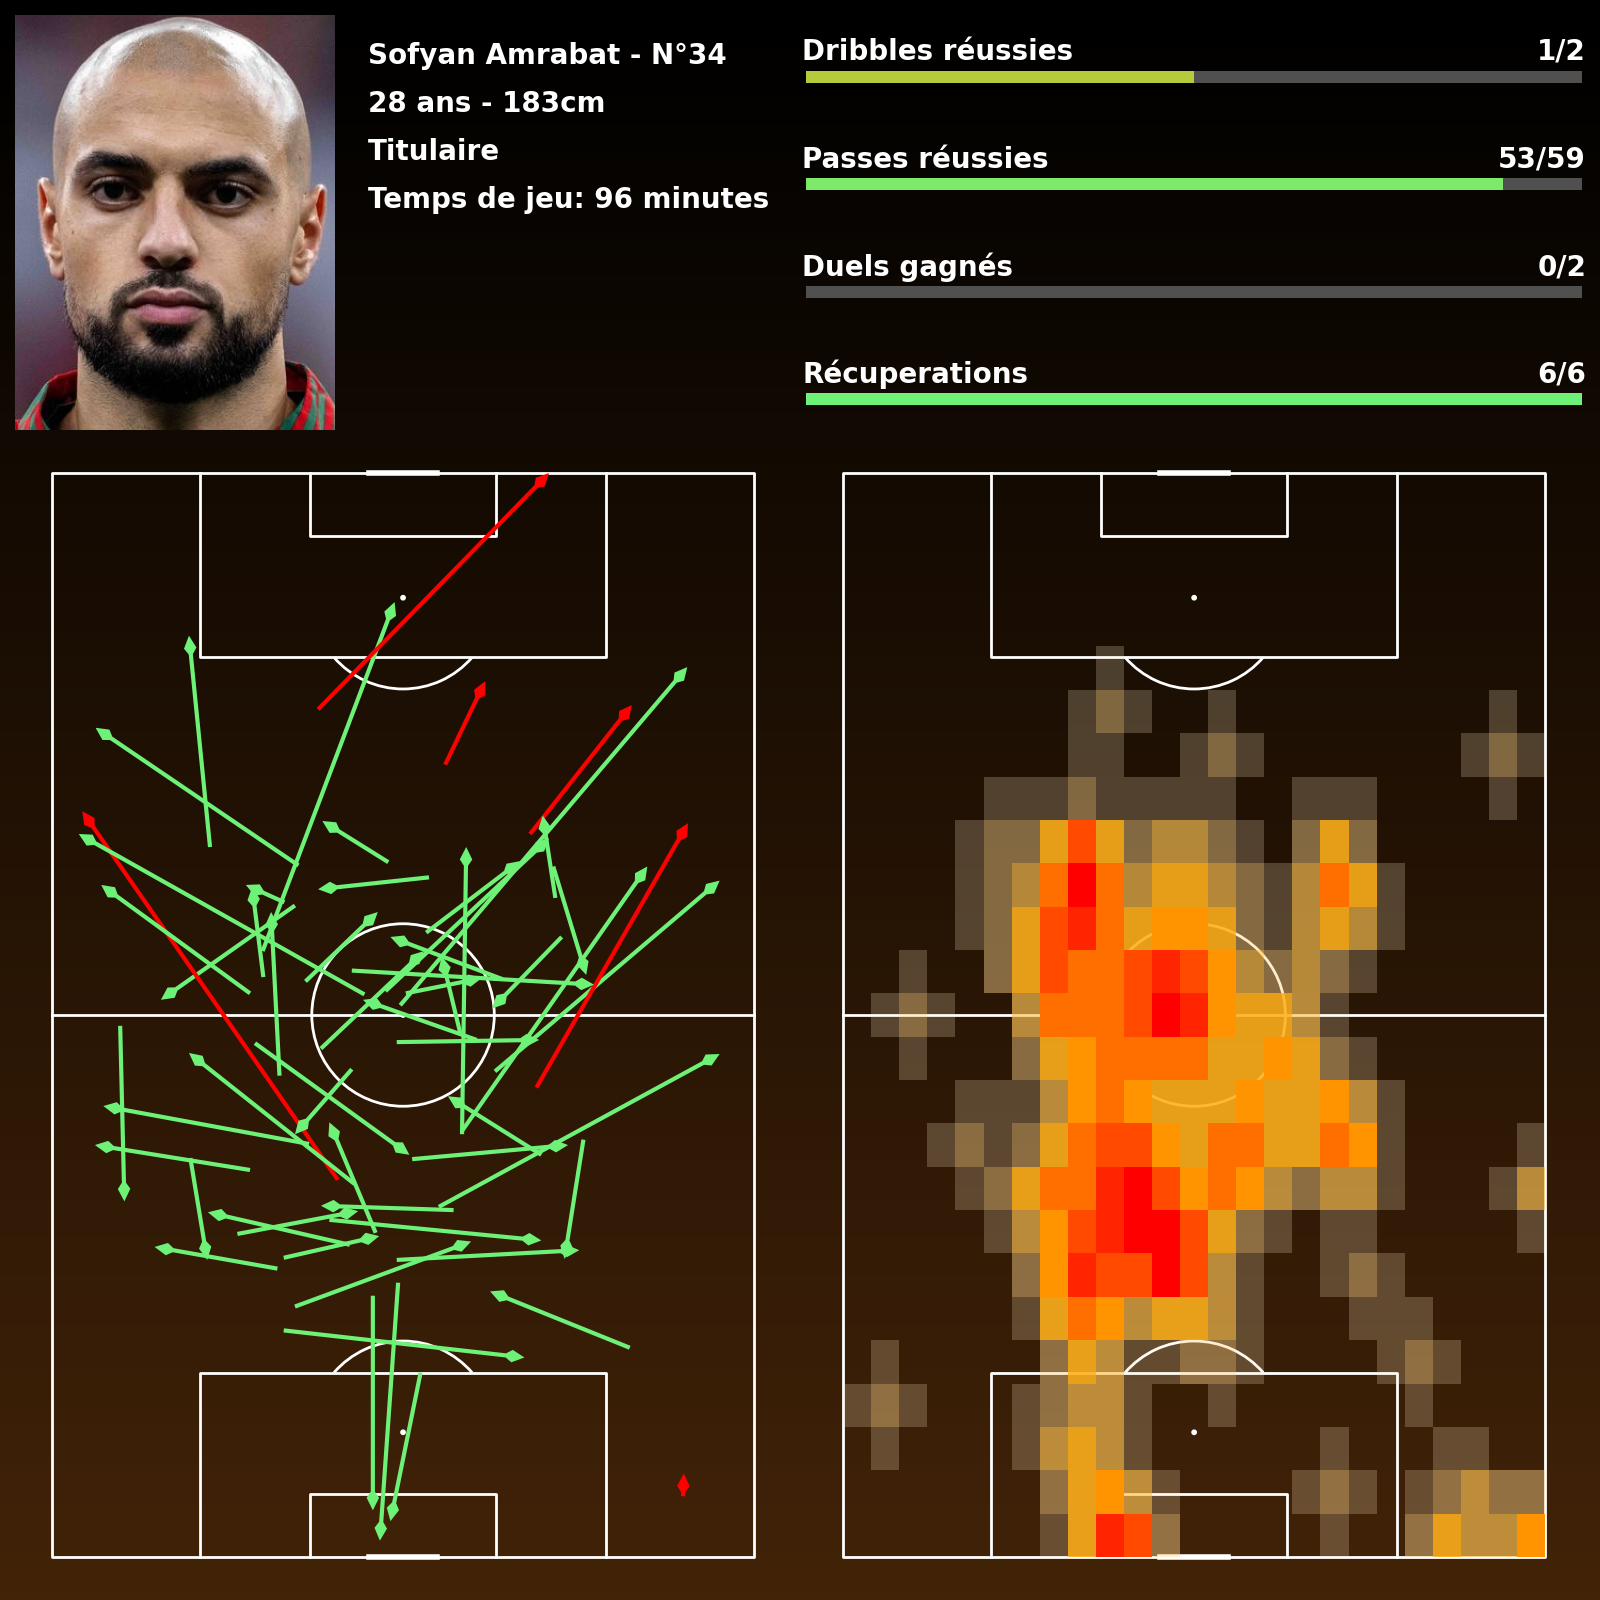 Sofyan Amrabat - N°34
28 ans - 183cm
Titulaire
Temps de jeu: 96 minutes
Dribbles réussies 1/2
Passes réussies 53/59
Duels gagnés 0/2
Récuperations 6/6